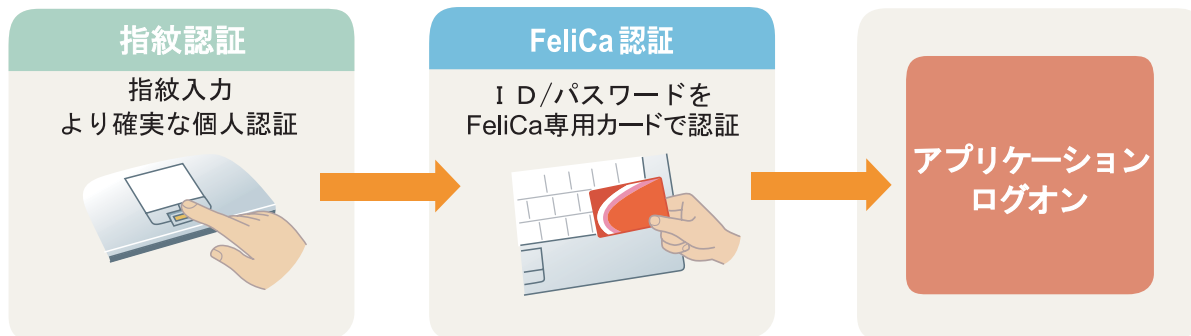 指紋認証
指紋入力
より確実な個人認証
FeliCa 認証
ＩＤ/パスワードを
FeliCa専用カードで認証
アプリケーション
ログオン